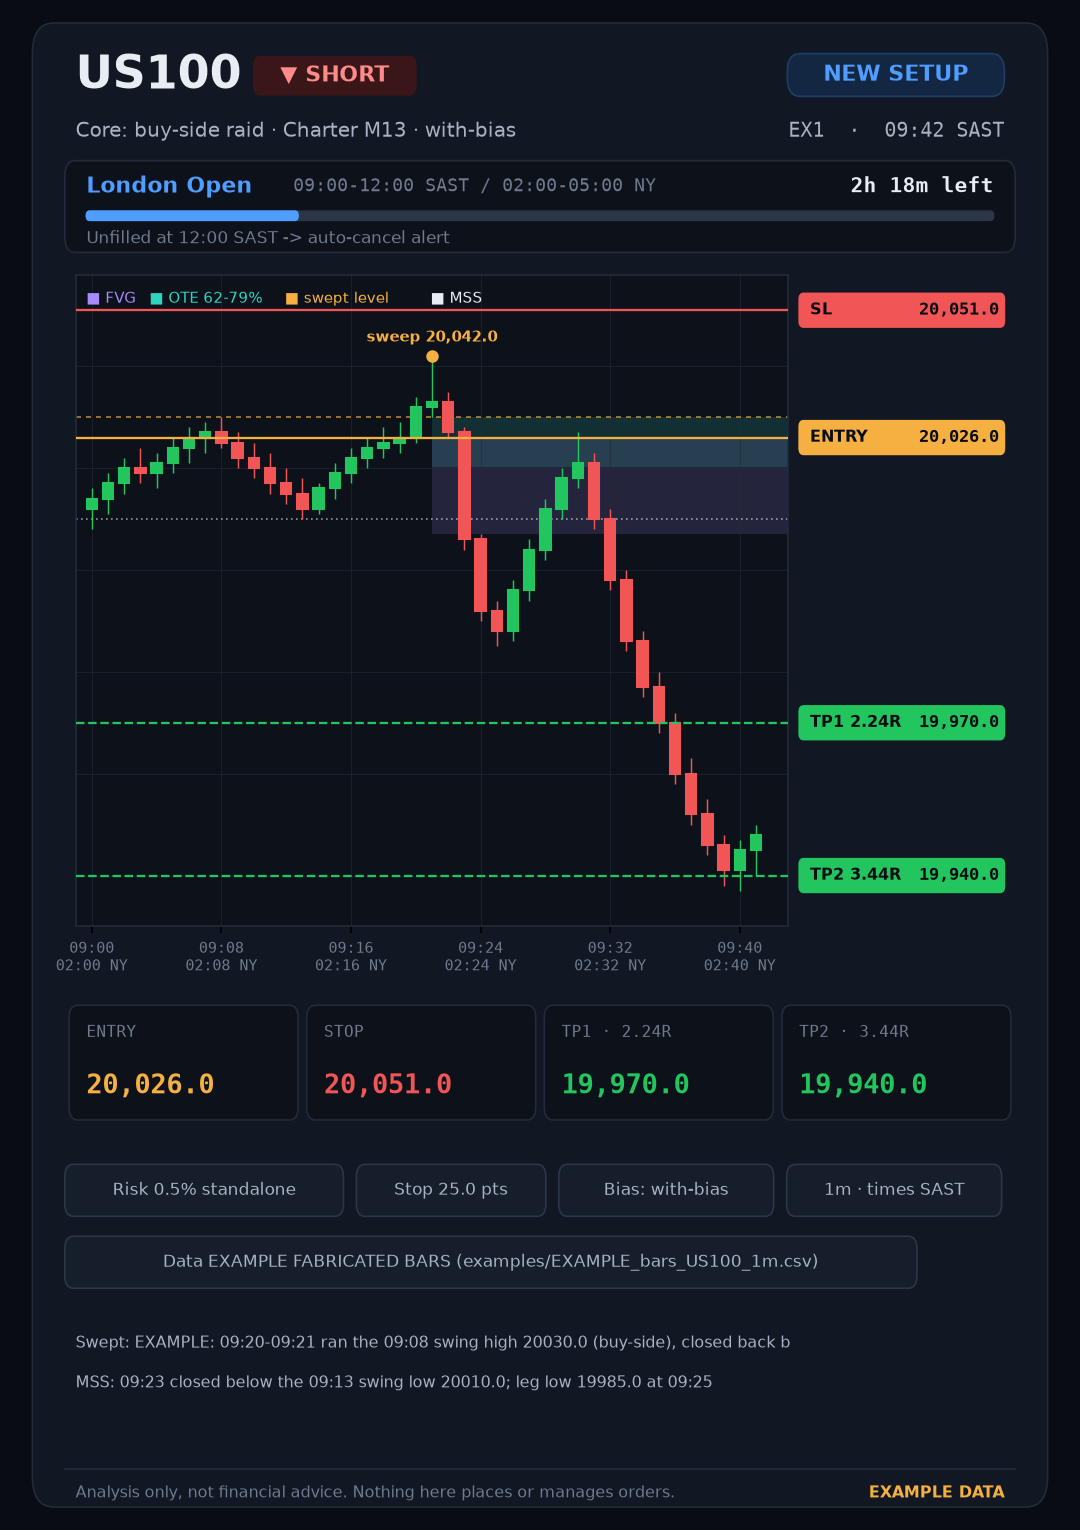 US100 ▼ SHORT NEW SETUP
Core: buy-side raid · Charter M13 · with-bias EX1 · 09:42 SAST
London Open 09:00-12:00 SAST / 02:00-05:00 NY 2h 18m left
Unfilled at 12:00 SAST -> auto-cancel alert
FVG OTE 62-79% swept level MSS
SL 20,051.0
sweep 20,042.0
ENTRY 20,026.0
TP1 2.24R 19,970.0
TP2 3.44R 19,940.0
09:00 09:08 09:16 09:24 09:32 09:40
02:00 NY 02:08 NY 02:16 NY 02:24 NY 02:32 NY 02:40 NY
ENTRY STOP TP1 · 2.24R TP2 · 3.44R
20,026.0 20,051.0 19,970.0 19,940.0
Risk 0.5% standalone Stop 25.0 pts Bias: with-bias 1m · times SAST
Data EXAMPLE FABRICATED BARS (examples/EXAMPLE_bars_US100_1m.csv)
Swept: EXAMPLE: 09:20-09:21 ran the 09:08 swing high 20030.0 (buy-side), closed back b
MSS: 09:23 closed below the 09:13 swing low 20010.0; leg low 19985.0 at 09:25
Analysis only, not financial advice. Nothing here places or manages orders. EXAMPLE DATA